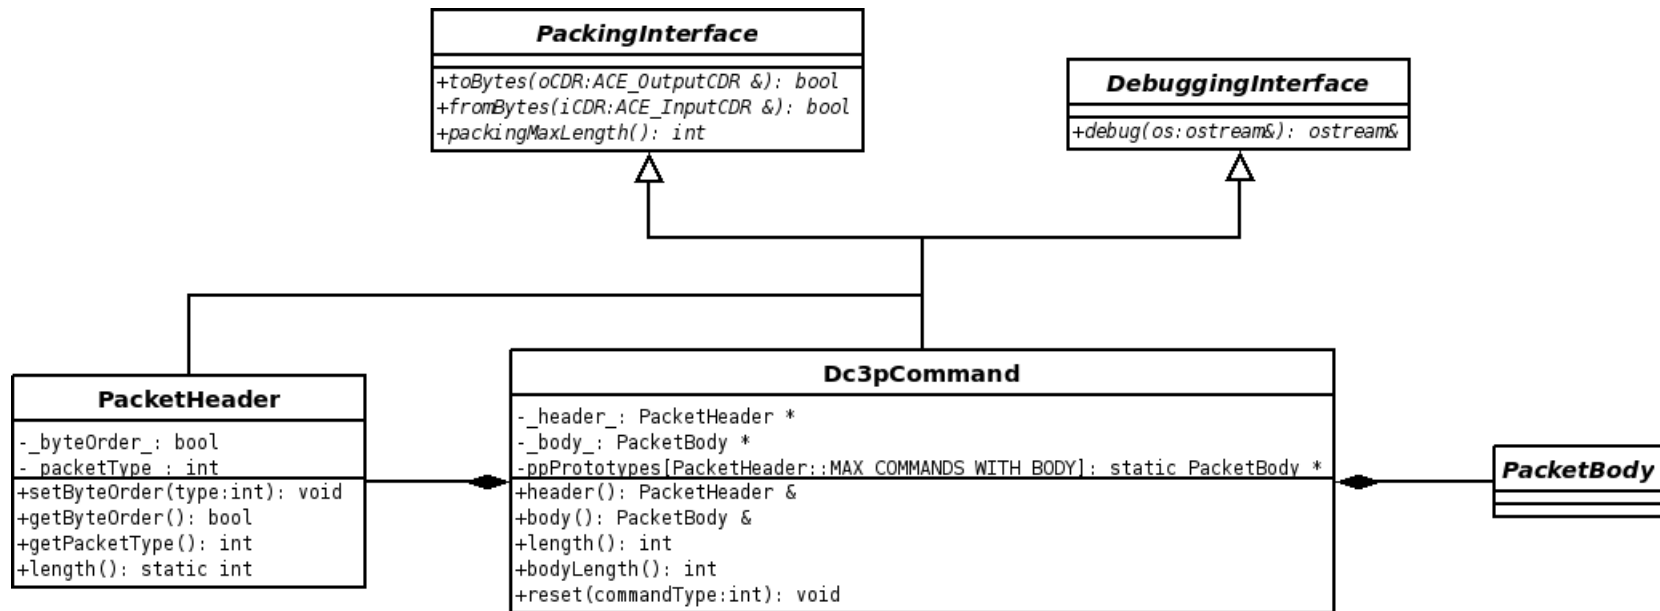 PackingInterface
+toBytes(oCDR:ACE_OutputCDR &): bool
+fromBytes(iCDR:ACE_InputCDR &): bool
+packingMaxLength(): int
DebuggingInterface
+debug(os:ostream&): ostream&
PacketHeader
-_byteOrder_: bool
-_packetType_: int
+setByteOrder(type:int): void
+getByteOrder(): bool
+getPacketType(): int
+length(): static int
Dc3pCommand
-_header_: PacketHeader *
-_body_: PacketBody *
-ppPrototypes[PacketHeader::MAX_COMMANDS_WITH_BODY]: static PacketBody *
+header(): PacketHeader &
+body(): PacketBody &
+length(): int
+bodyLength(): int
+reset(commandType:int): void
PacketBody